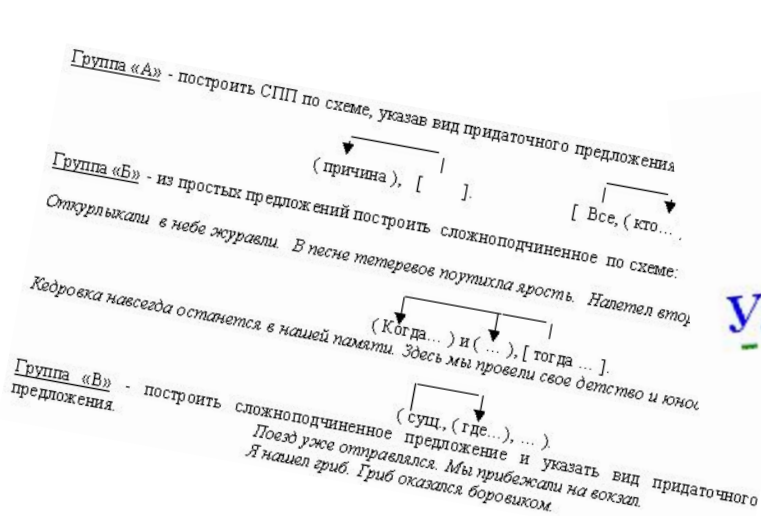 Группа «А» - построить СПП по схеме, указав вид придаточного предложения
( причина ), [ ].
[ Все, ( кто... ,
Группа «Б» - из простых предложений построить сложноподчиненное по схеме:
Откурлыкали в небе журавли. В песне тетеревов поутихла ярость. Налетел
( Когда... ) и ( ... ), [ тогда ... ].
Кедровка навсегда останется в нашей памяти. Здесь мы провели свое детство и
( сущ., ( где...), ... ).
Группа «В» - построить сложноподчиненное предложение и указать вид придаточного
предложения.
Поезд уже отправлялся. Мы прибежали на вокзал.
Я нашел гриб. Гриб оказался боровиком.